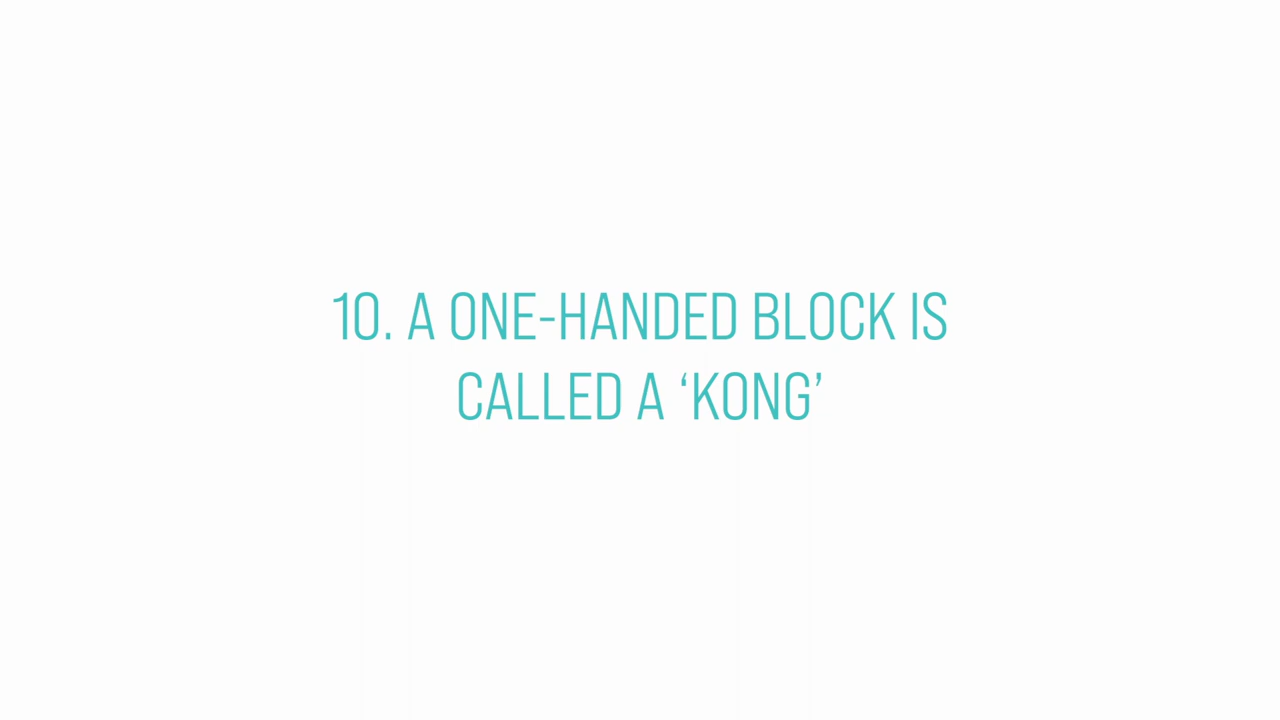 10. A ONE-HANDED BLOCK IS
CALLED A ‘KONG’